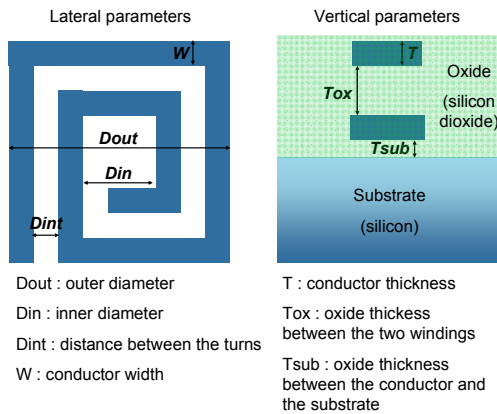 Lateral parameters
W
Dout
Din
Dint
Dout : outer diameter
Din : inner diameter
Dint : distance between the turns
W : conductor width
Vertical parameters
T
Oxide
(silicon
dioxide)
Tox
Tsub
Substrate
(silicon)
T : conductor thickness
Tox : oxide thickess
between the two windings
Tsub : oxide thickness
between the conductor and
the substrate